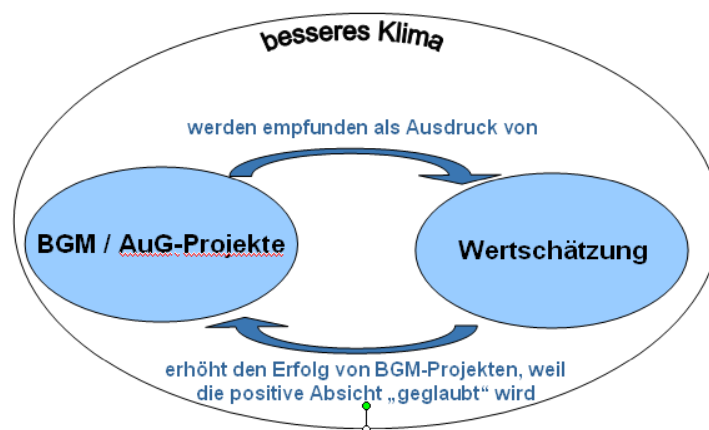 besseres Klima
werden empfunden als Ausdruck von
BGM / AuG-Projekte
Wertschätzung
erhöht den Erfolg von BGM-Projekten, weil
die positive Absicht „geglaubt“ wird